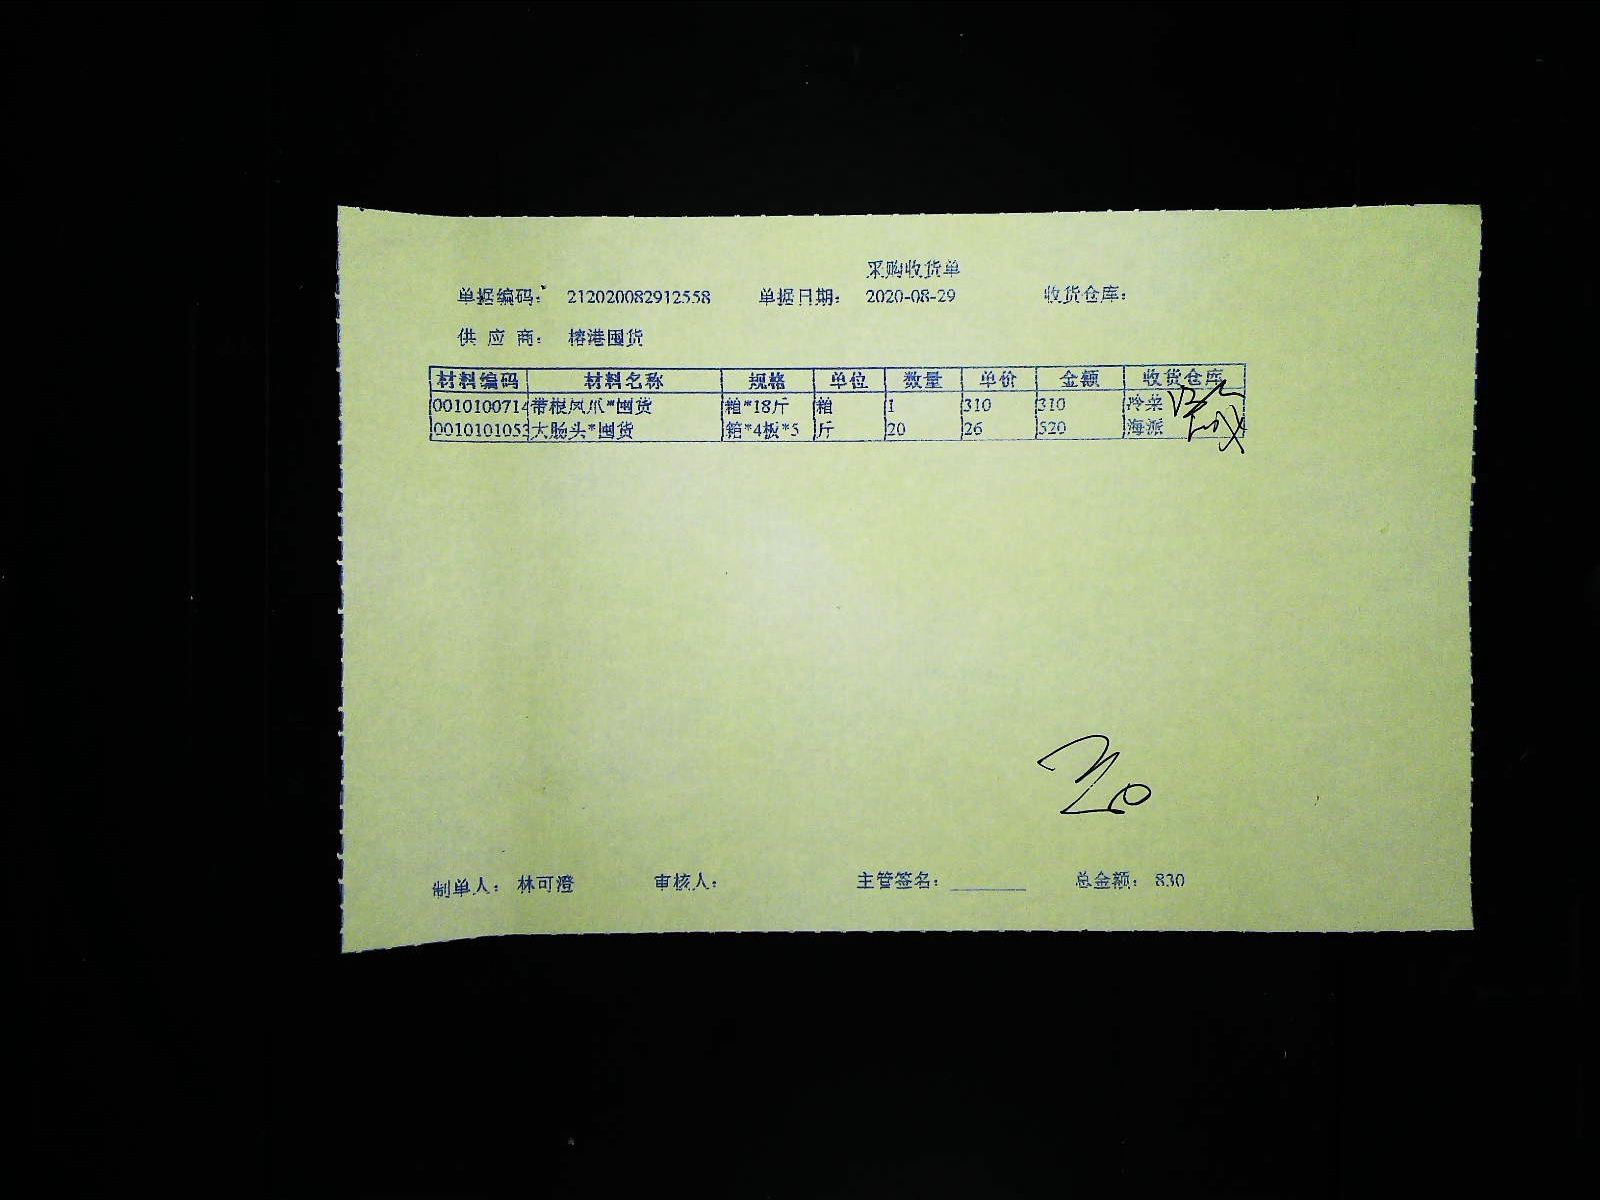 采购收货单
单据编码： 212020082912558 单据日期： 2020-08-29 收货仓库：
供 应 商： 榕港囤货
材料编码 材料名称 规格 单位 数量 单价 金额 收货仓库
0010100714 带根凤爪*囤货 箱*18斤 箱 1 310 310 冷菜
0010101053 大肠头*囤货 箱*4板*5 斤 20 26 520 海派
制单人： 林可澄 审核人： 主管签名： 总金额： 830